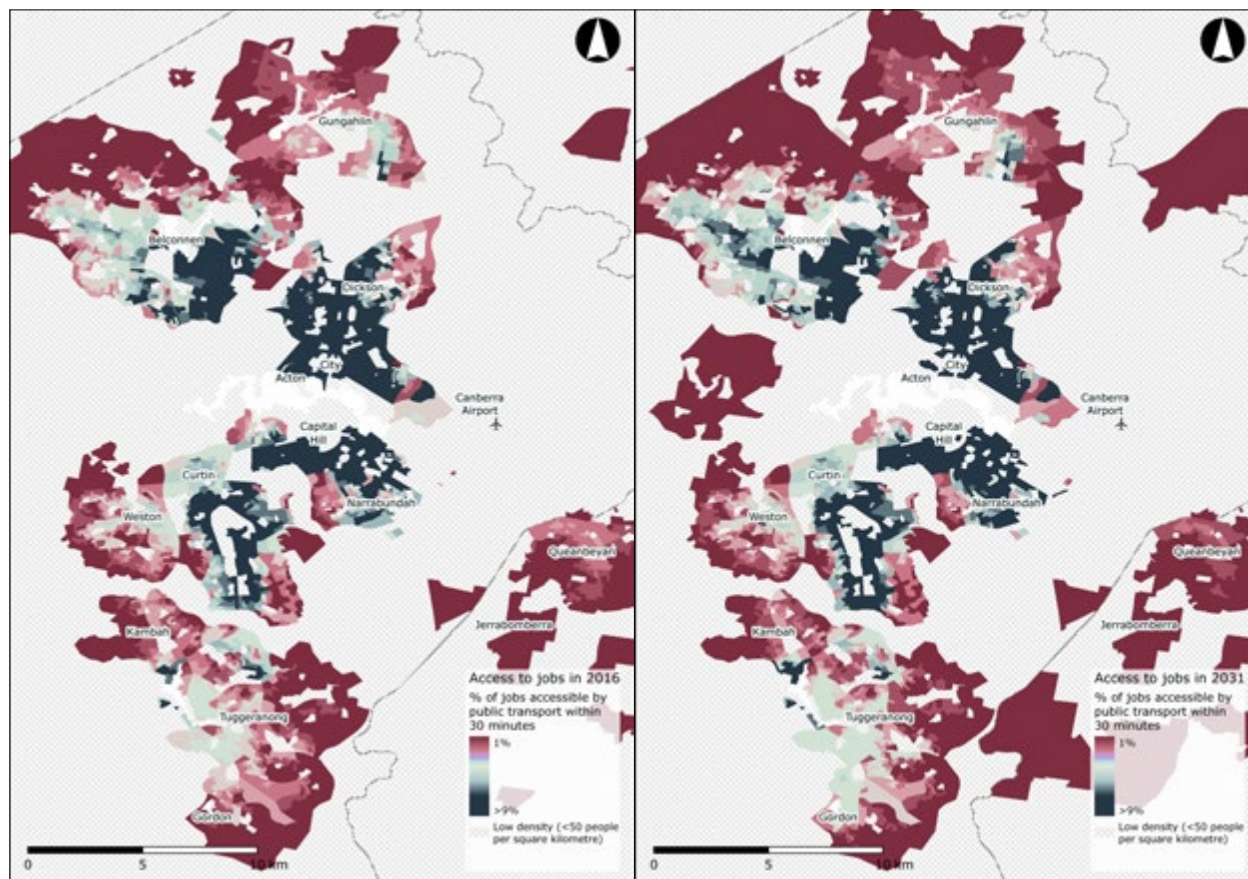 Gungahlin
Belconnen
Dickson
City
Acton
Canberra
Airport
Capital
Hill
Curtin
Narrabundah
Weston
Queanbeyan
Jerrabomberra
Kambah
Tuggeranong
Gordon
Access to jobs in 2016
% of jobs accessible by
public transport within
30 minutes
1%
>9%
Low density (<50 people
per square kilometre)
0 5 10 km
Gungahlin
Belconnen
Dickson
City
Acton
Canberra
Airport
Capital
Hill
Curtin
Narrabundah
Weston
Queanbeyan
Jerrabomberra
Kambah
Tuggeranong
Gordon
Access to jobs in 2031
% of jobs accessible by
public transport within
30 minutes
1%
>9%
Low density (<50 people
per square kilometre)
0 5 10 km